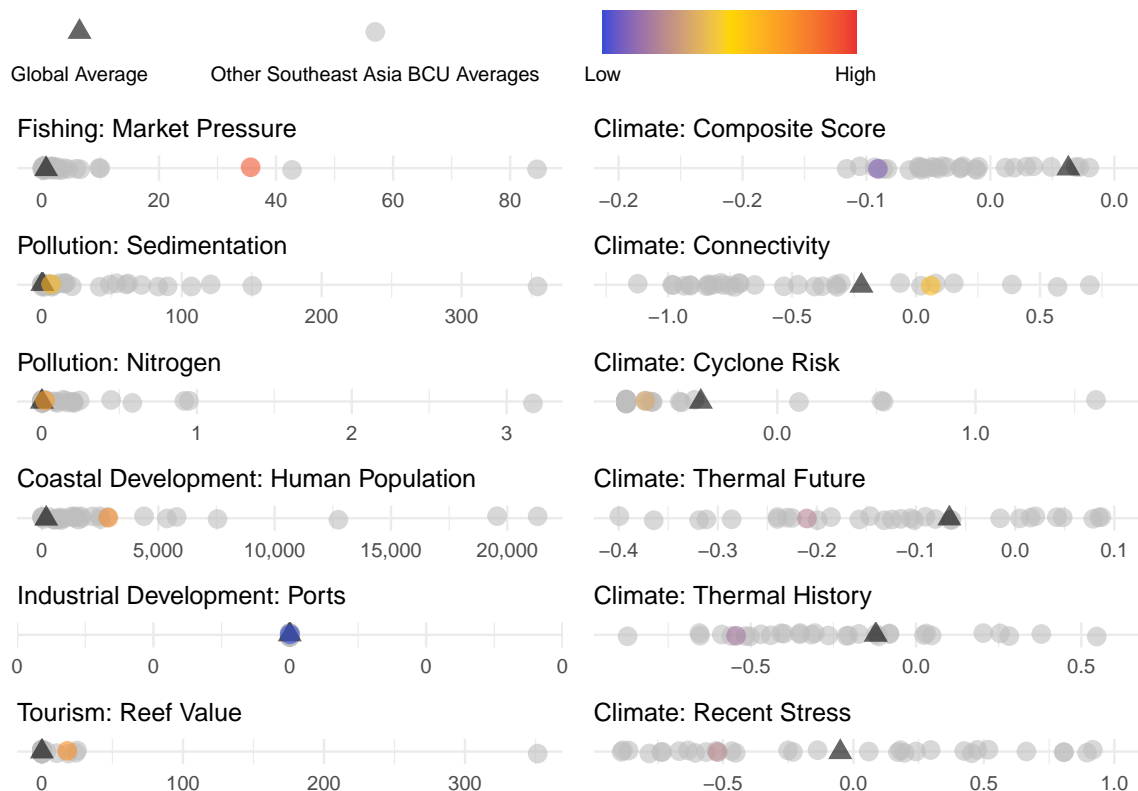 Global Average
Other Southeast Asia BCU Averages
Low
High
Fishing: Market Pressure
0 20 40 60 80
Pollution: Sedimentation
0 100 200 300
Pollution: Nitrogen
0 1 2 3
Coastal Development: Human Population
0 5,000 10,000 15,000 20,000
Industrial Development: Ports
0 0 0 0 0
Tourism: Reef Value
0 100 200 300
Climate: Composite Score
−0.2 −0.2 −0.1 0.0 0.0
Climate: Connectivity
−1.0 −0.5 0.0 0.5
Climate: Cyclone Risk
0.0 1.0
Climate: Thermal Future
−0.4 −0.3 −0.2 −0.1 0.0 0.1
Climate: Thermal History
−0.5 0.0 0.5
Climate: Recent Stress
−0.5 0.0 0.5 1.0